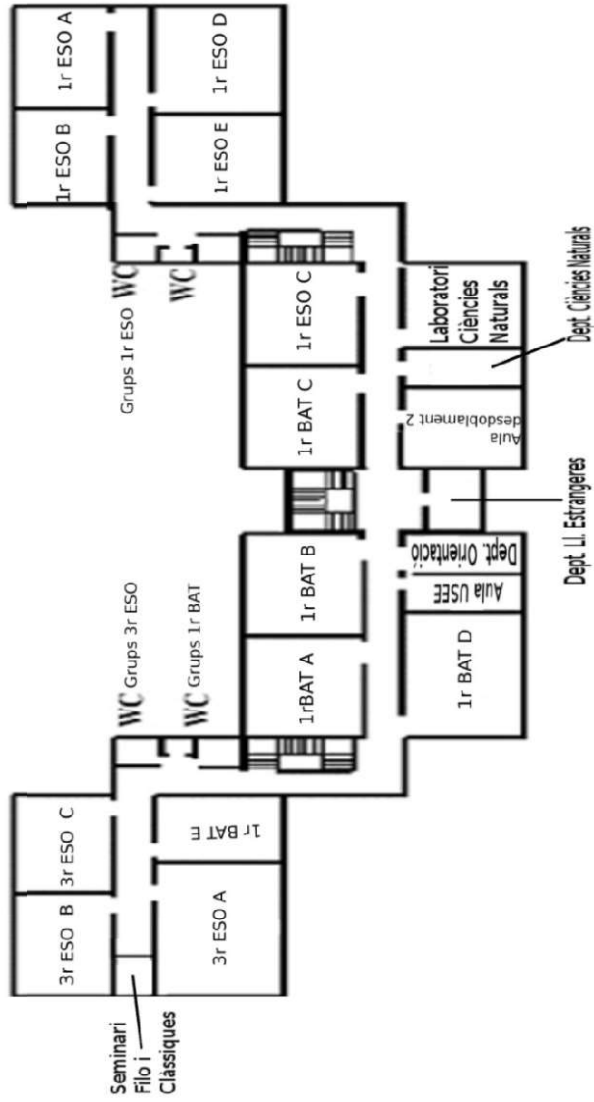 1r ESO A
1r ESO D
1r ESO B
1r ESO E
WC
WC
Grups 1r ESO
1r ESO C
Laboratori
Ciències
Naturals
Dept. Ciències Naturals
1r BAT C
Aula
desdoblament 2
Dept. Ll. Estrangeres
1r BAT B
Dept. Orientació
Aula USEE
WC Grups 3r ESO
WC Grups 1r BAT
1rBAT A
1r BAT D
3r ESO C
1r BAT E
3r ESO B
3r ESO A
Seminari
Filo i
Clàssiques